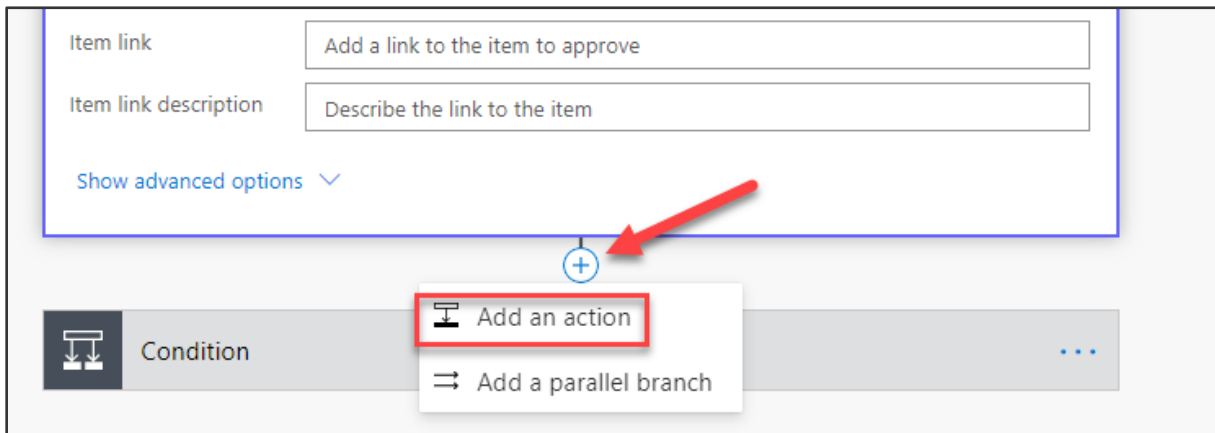 Item link
Add a link to the item to approve
Item link description
Describe the link to the item
Show advanced options
Add an action
Condition
Add a parallel branch